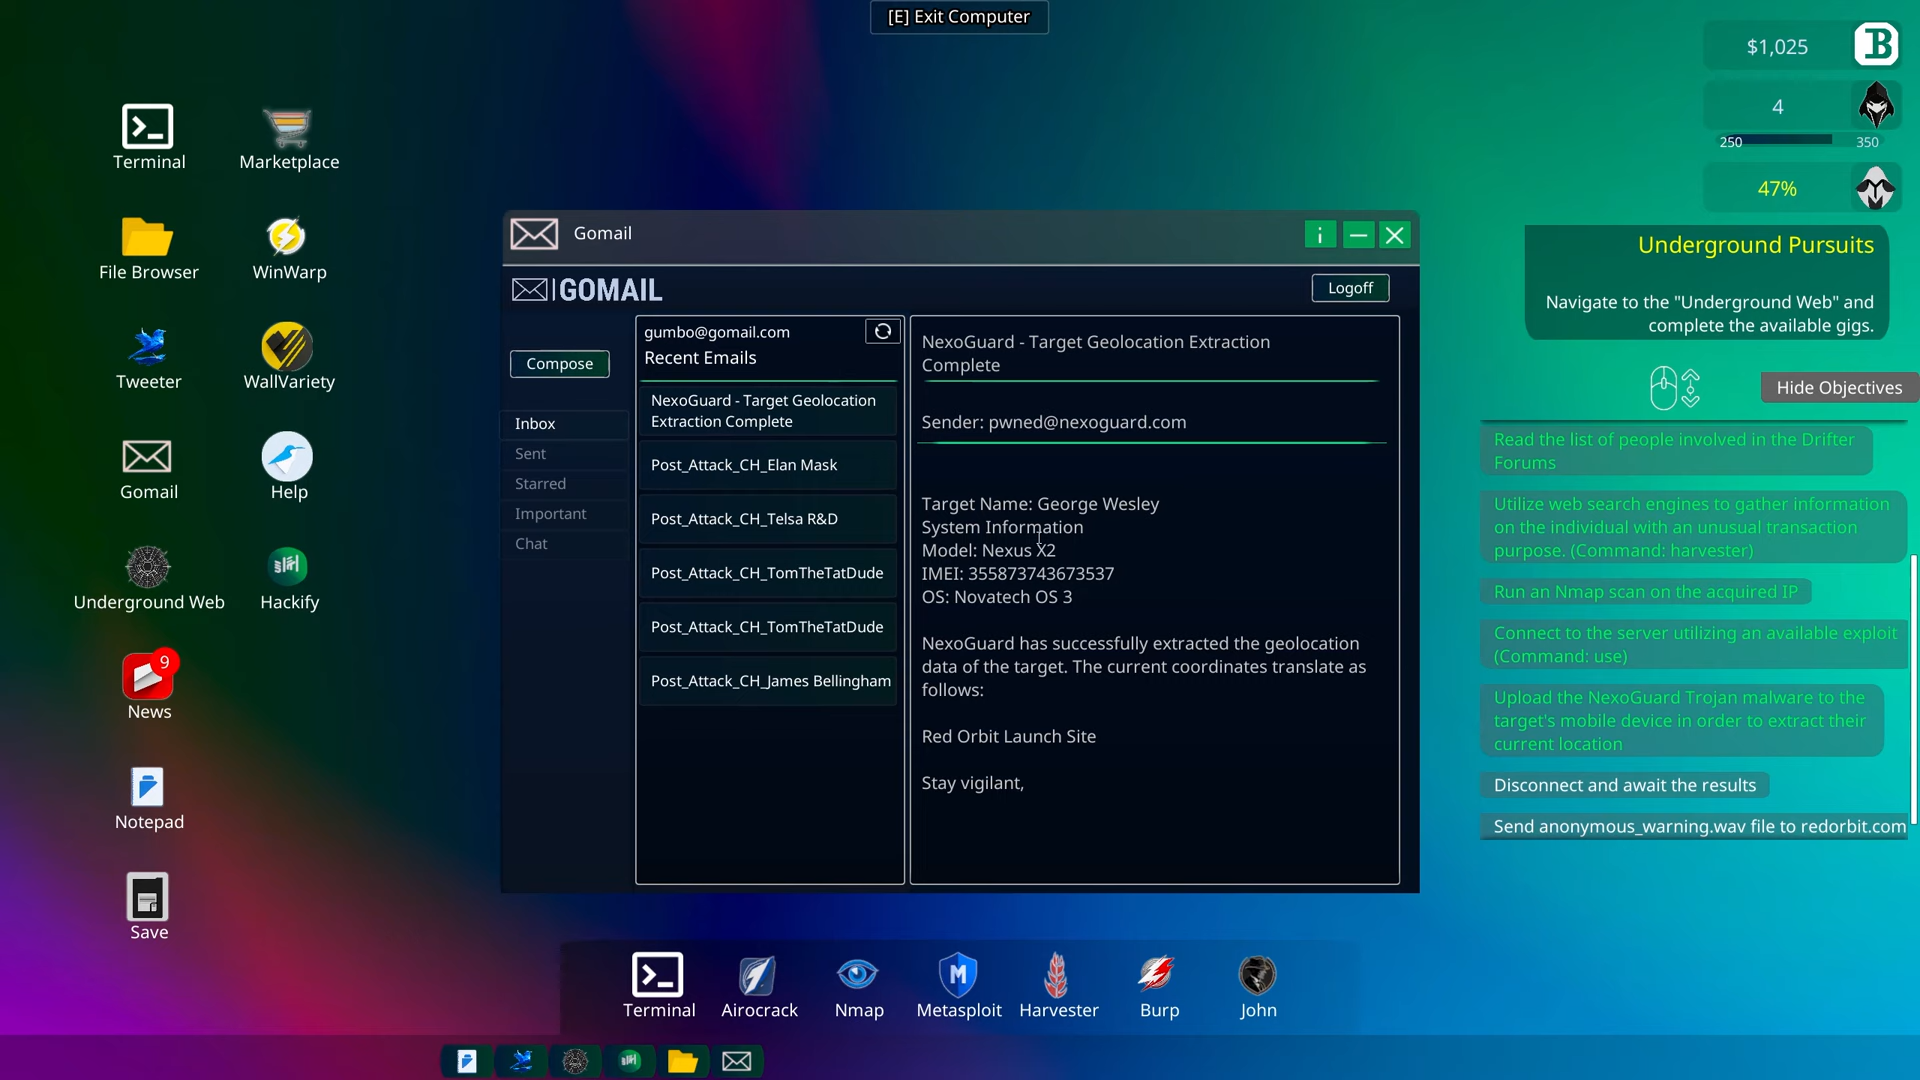 [E] Exit Computer
$1,025
B
4
250
350
47%
Underground Pursuits
Navigate to the "Underground Web" and
complete the available gigs.
Hide Objectives
Read the list of people involved in the Drifter
Forums
Utilize web search engines to gather information
on the individual with an unusual transaction
purpose. (Command: harvester)
Run an Nmap scan on the acquired IP
Connect to the server utilizing an available exploit
(Command: use)
Upload the NexoGuard Trojan malware to the
target's mobile device in order to extract their
current location
Disconnect and await the results
Send anonymous_warning.wav file to redorbit.com
Terminal
Marketplace
File Browser
WinWarp
Tweeter
WallVariety
Gomail
Help
Underground Web
Hackify
9
News
Notepad
Save
Gomail
i
GOMAIL
Logoff
Compose
Inbox
Sent
Starred
Important
Chat
gumbo@gomail.com
Recent Emails
NexoGuard - Target Geolocation
Extraction Complete
Post_Attack_CH_Elan Mask
Post_Attack_CH_Telsa R&D
Post_Attack_CH_TomTheTatDude
Post_Attack_CH_TomTheTatDude
Post_Attack_CH_James Bellingham
NexoGuard - Target Geolocation Extraction
Complete
Sender: pwned@nexoguard.com
Target Name: George Wesley
System Information
Model: Nexus X2
IMEI: 355873743673537
OS: Novatech OS 3
NexoGuard has successfully extracted the geolocation
data of the target. The current coordinates translate as
follows:
Red Orbit Launch Site
Stay vigilant,
M
Terminal
Airocrack
Nmap
Metasploit
Harvester
Burp
John